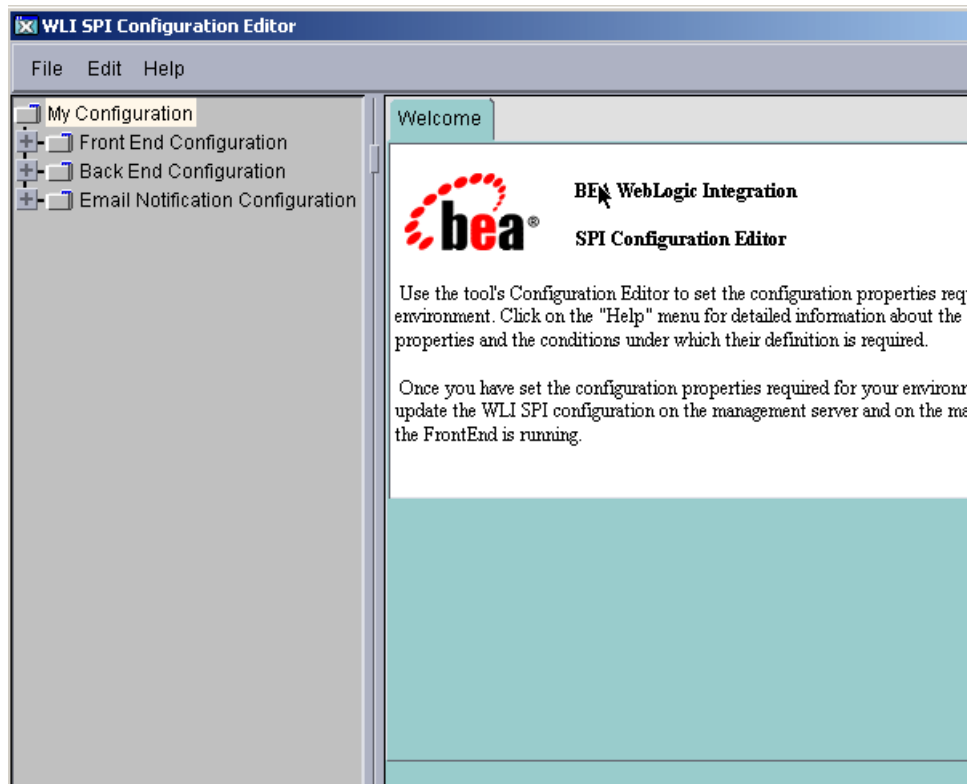 WLI SPI Configuration Editor
File Edit Help
My Configuration
Front End Configuration
Back End Configuration
Email Notification Configuration
Welcome
bea®
BEA WebLogic Integration
SPI Configuration Editor
Use the tool's Configuration Editor to set the configuration properties
environment. Click on the "Help" menu for detailed information about the
properties and the conditions under which their definition is required.
Once you have set the configuration properties required for your
update the WLI SPI configuration on the management server and on the
the FrontEnd is running.